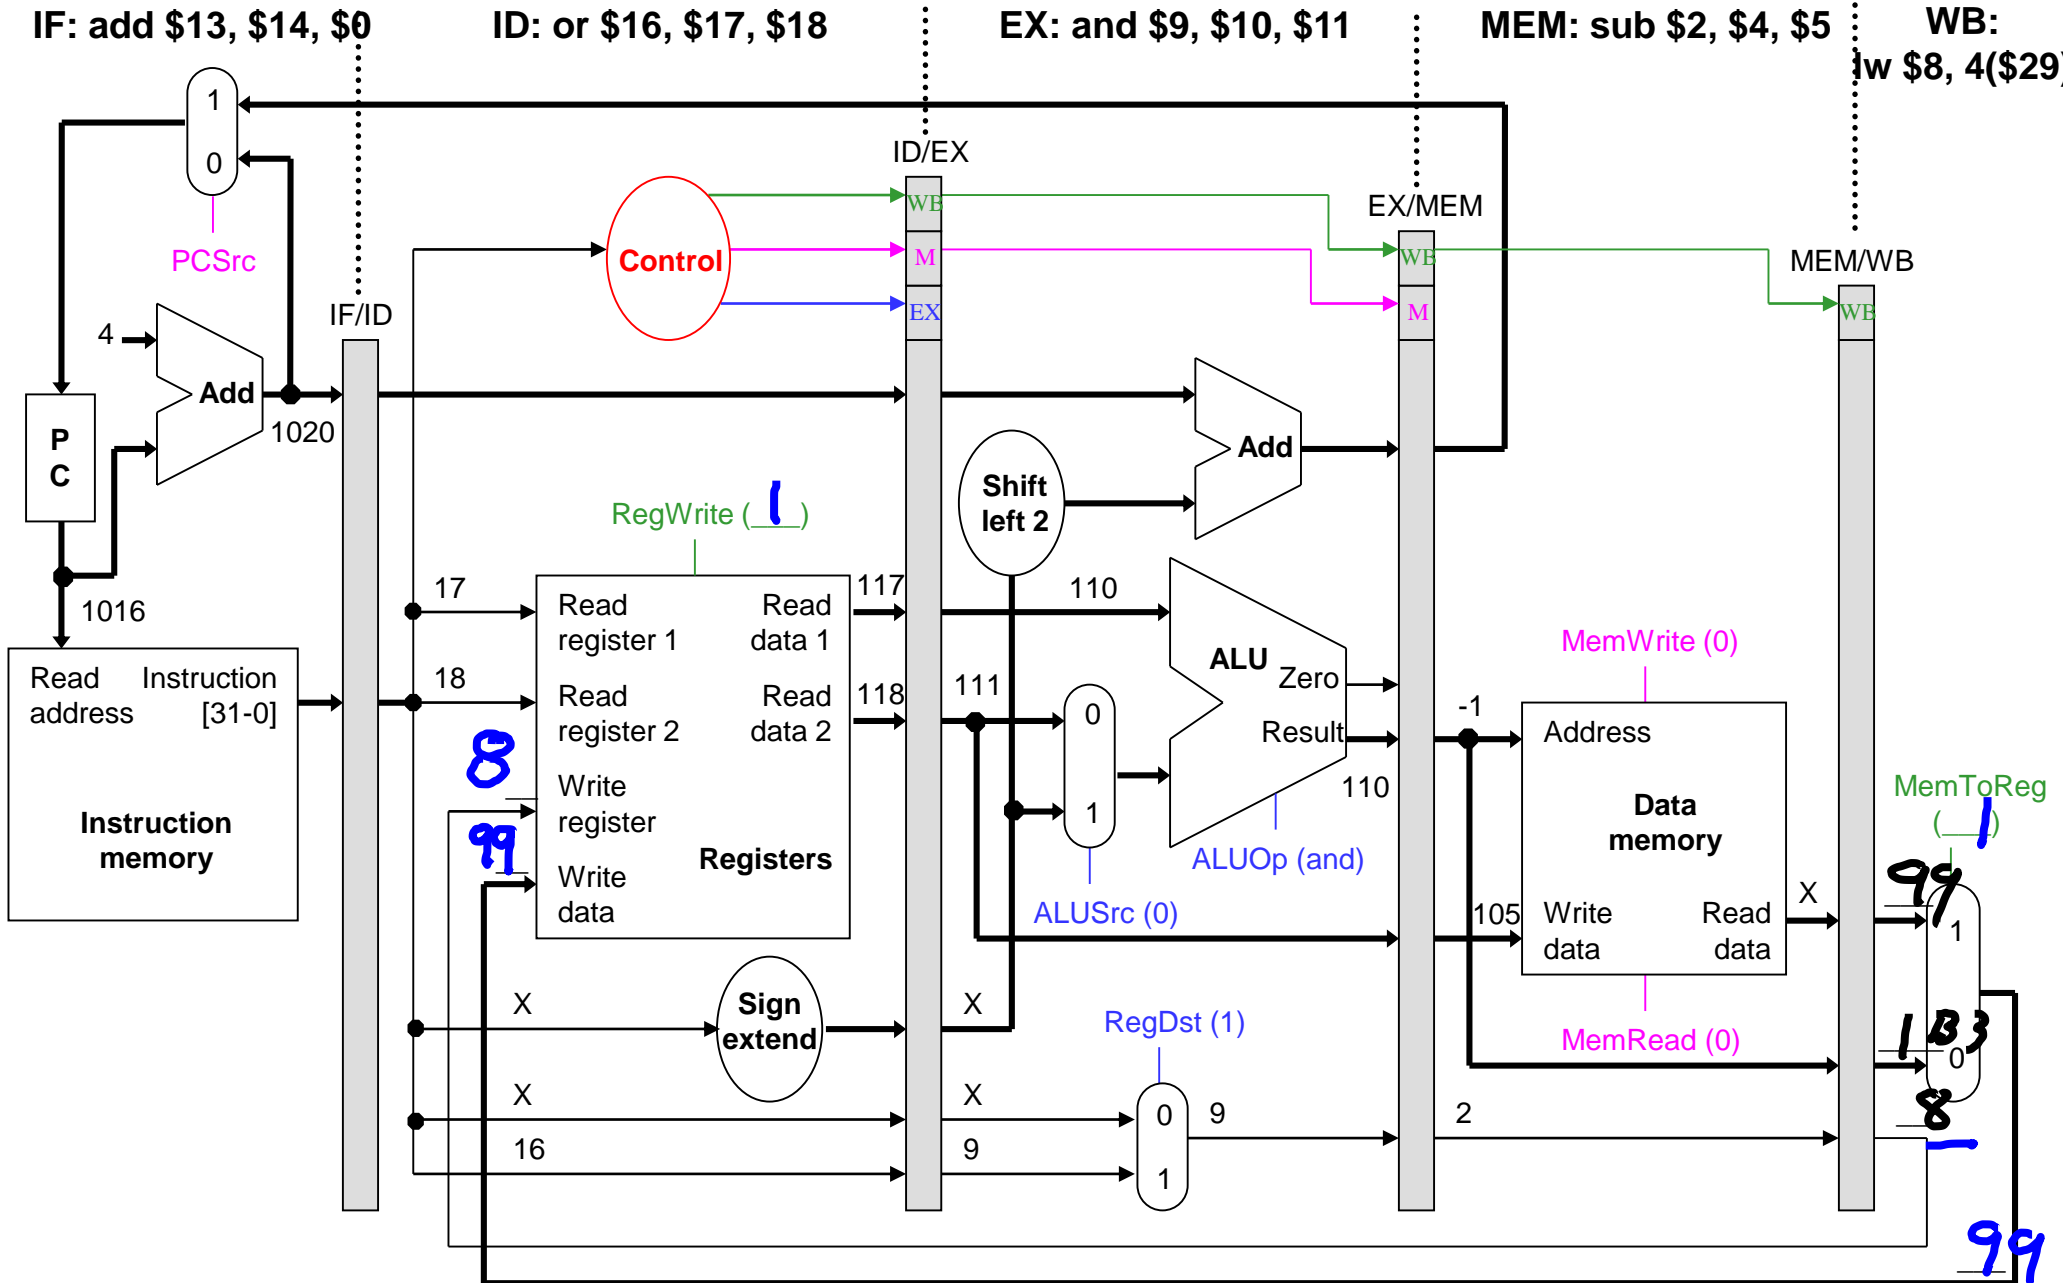 IF: add $13, $14, $0
ID: or $16, $17, $18
EX: and $9, $10, $11
MEM: sub $2, $4, $5
WB:
lw $8, 4($29)
1
0
PCSrc
ID/EX
WB
M
EX
Control
EX/MEM
WB
M
MEM/WB
WB
IF/ID
4
Add
1020
P
C
1016
Read
address
Instruction
[31-0]
Instruction
memory
RegWrite (1)
17
18
8
99
Read
register 1
Read
data 1
Read
register 2
Read
data 2
Write
register
Write
data
Registers
117
118
Shift
left 2
Add
110
111
0
1
ALU
Zero
Result
110
ALUOp (and)
ALUSrc (0)
MemWrite (0)
-1
Address
Data
memory
105
Write
data
Read
data
X
MemRead (0)
MemToReg
(1)
99
1
133
0
8
X
Sign
extend
X
RegDst (1)
X
X
16
9
0
1
9
2
99